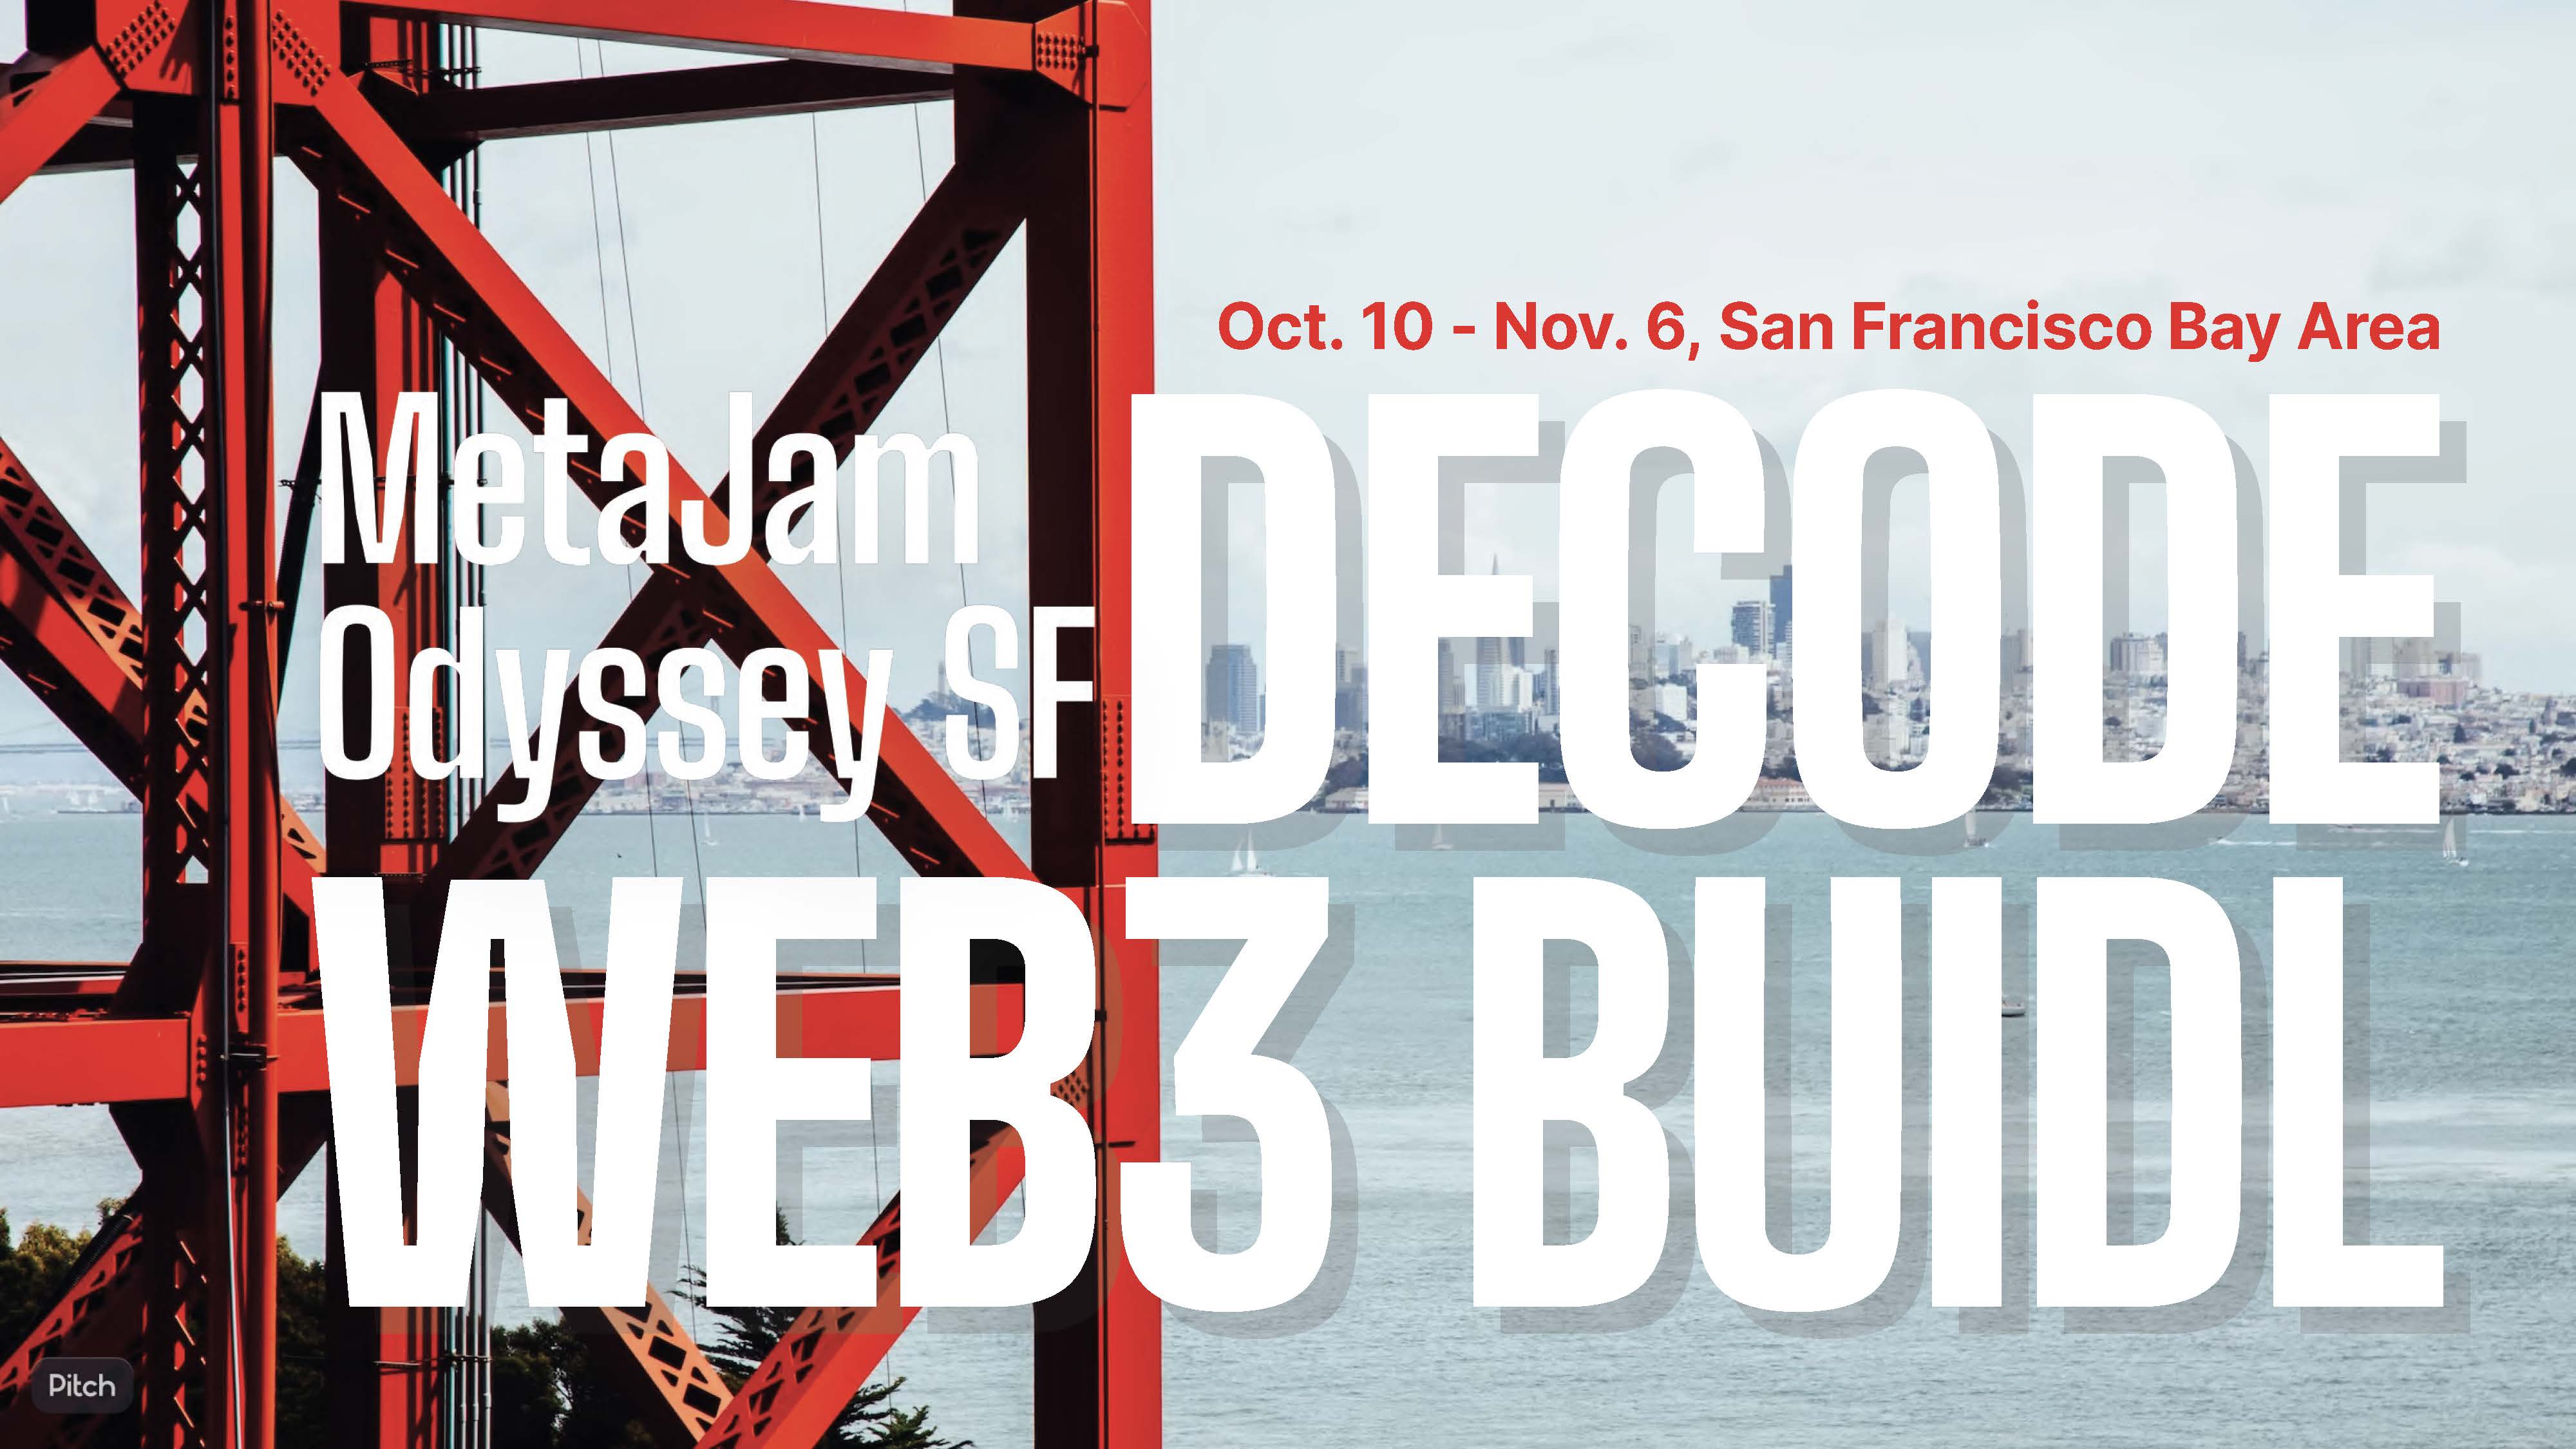 Oct. 10 - Nov. 6, San Francisco Bay Area
MetaJam
Odyssey SF
DECODE
WEB3 BUIDL
Pitch